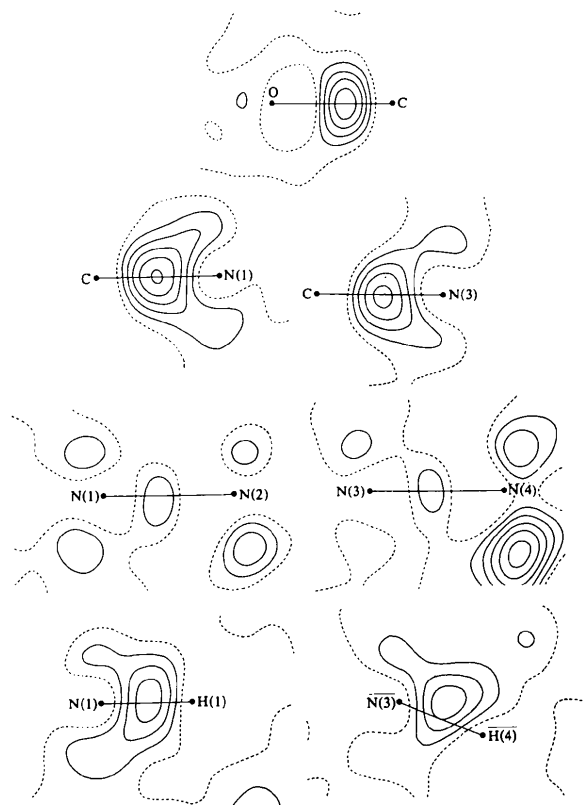 O C
C N(1) C N(3)
N(1) N(2) N(3) N(4)
N(1) H(1) N(3) H(4)